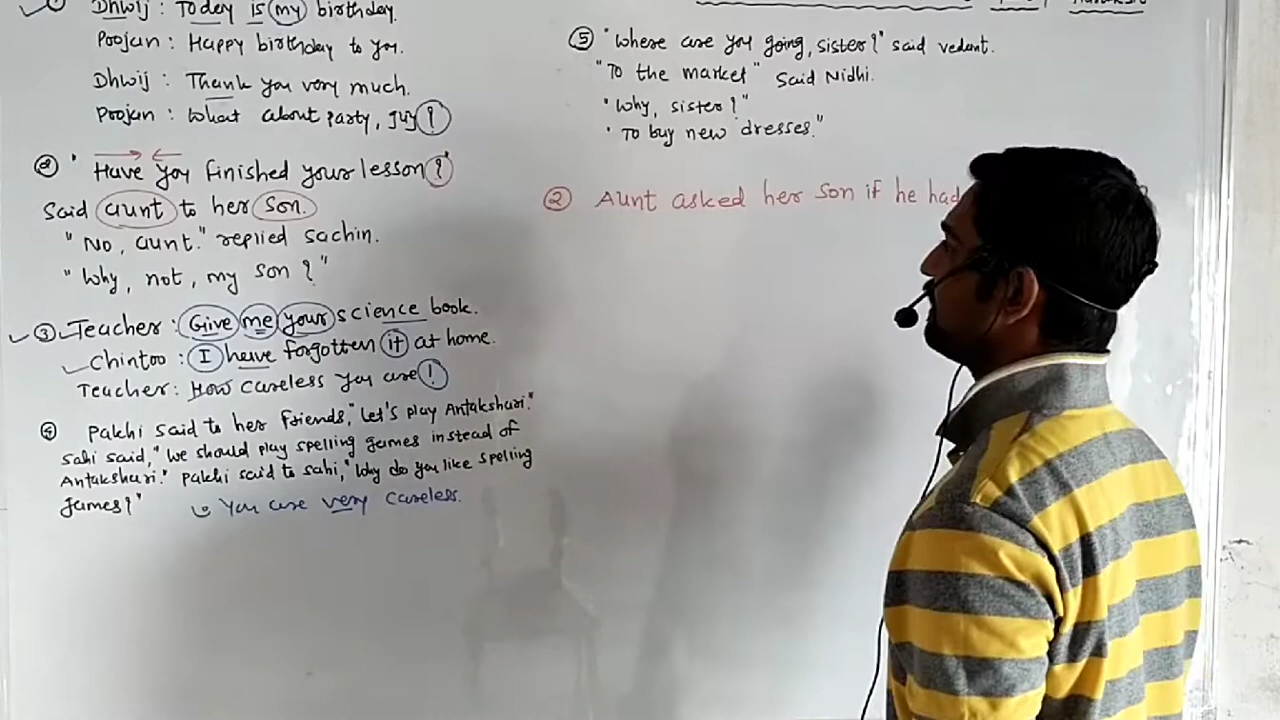 Dhwij : Today is my birthday.
Poojan : Happy birthday to you.
Dhwij : Thank you very much.
Poojan : What about party, guy?
② "Have you finished your lesson?"
Said aunt to her son.
"No, aunt." replied sachin.
"Why, not, my son?"
③ Teacher : Give me your science book.
Chintoo : I have forgotten it at home.
Teacher : How careless you are!
④ Pakhi said to her friends, "Let's play Antakshari."
Sahi said, "we should play spelling games instead of
Antakshari." Pakhi said to sahi, "Why do you like spelling
games?"
You are very careless.
⑤ "Where are you going, sister?" said vedant.
"To the market" Said Nidhi.
"Why, sister?"
"To buy new dresses."
② Aunt asked her son if he had